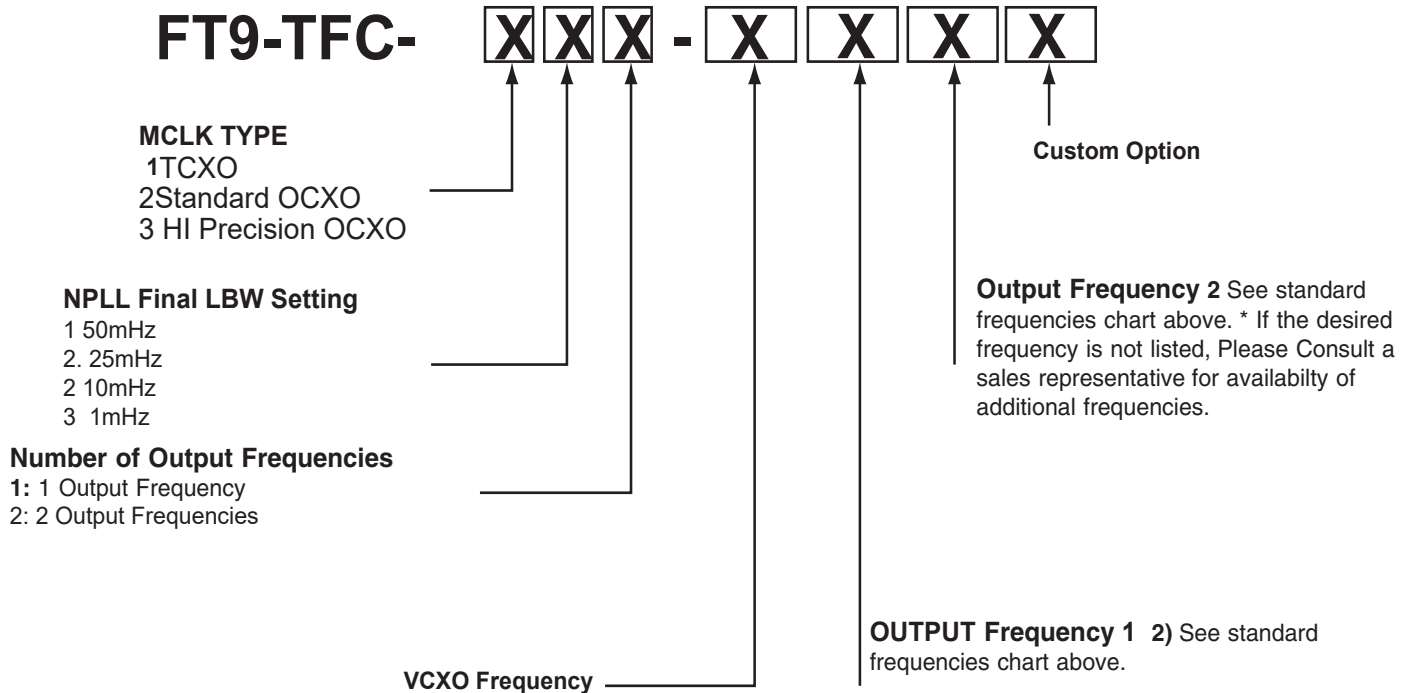 FT9-TFC- X X X - X X X X
MCLK TYPE
1TCXO
2Standard OCXO
3 HI Precision OCXO
Custom Option
NPLL Final LBW Setting
1 50mHz
2. 25mHz
2 10mHz
3 1mHz
Output Frequency 2 See standard
frequencies chart above. * If the desired
frequency is not listed, Please Consult a
sales representative for availabilty of
additional frequencies.
Number of Output Frequencies
1: 1 Output Frequency
2: 2 Output Frequencies
OUTPUT Frequency 1 2) See standard
frequencies chart above.
VCXO Frequency